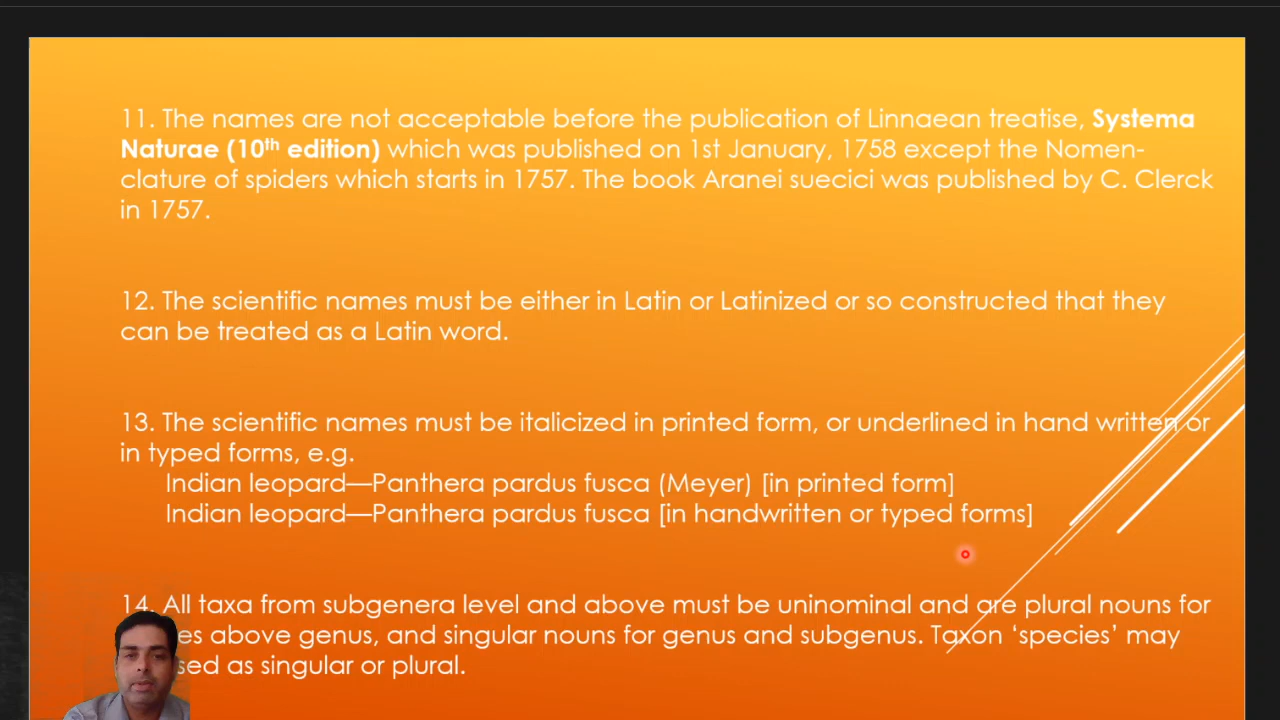 11. The names are not acceptable before the publication of Linnaean treatise, Systema
Naturae (10th edition) which was published on 1st January, 1758 except the Nomen-
clature of spiders which starts in 1757. The book Aranei suecici was published by C. Clerck
in 1757.
12. The scientific names must be either in Latin or Latinized or so constructed that they
can be treated as a Latin word.
13. The scientific names must be italicized in printed form, or underlined in hand written or
in typed forms, e.g.
Indian leopard—Panthera pardus fusca (Meyer) [in printed form]
Indian leopard—Panthera pardus fusca [in handwritten or typed forms]
14. All taxa from subgenera level and above must be uninominal and are plural nouns for
above genus, and singular nouns for genus and subgenus. Taxon ‘species’ may
as singular or plural.